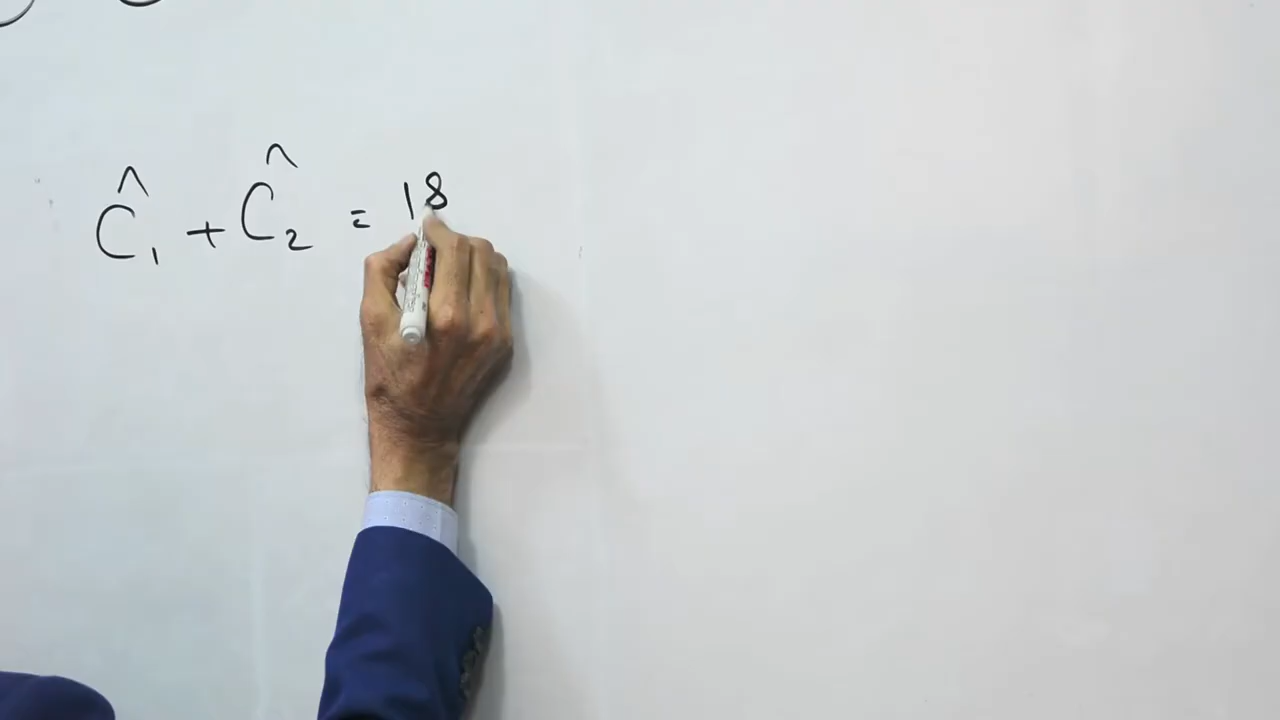 Ĉ₁ + Ĉ₂ = 18